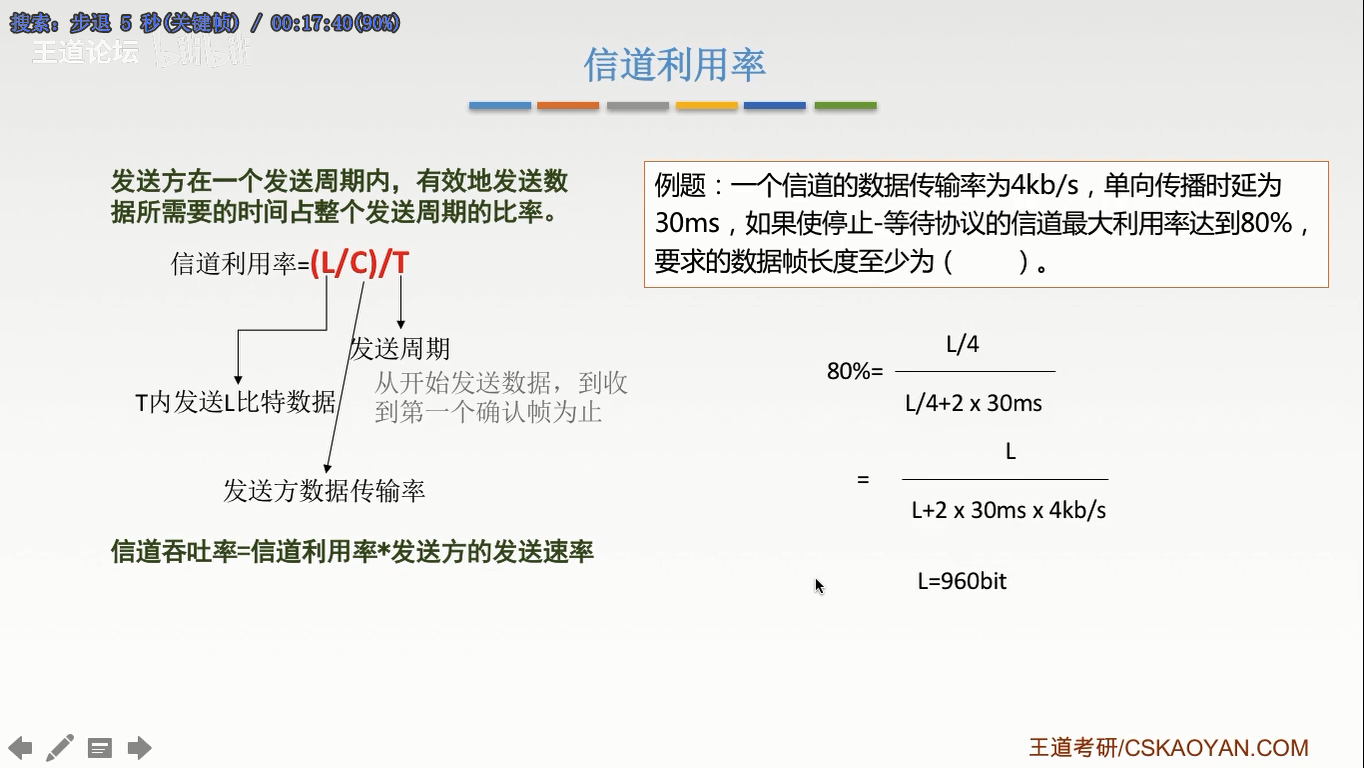 搜索: 步退 5 秒(关键帧) / 00:17:40(90%)
王道论坛 bilibili
信道利用率
发送方在一个发送周期内，有效地发送数
据所需要的时间占整个发送周期的比率。
信道利用率=(L/C)/T
发送周期
从开始发送数据，到收
到第一个确认帧为止
T内发送L比特数据
发送方数据传输率
信道吞吐率=信道利用率*发送方的发送速率
例题：一个信道的数据传输率为4kb/s，单向传播时延为
30ms，如果使停止-等待协议的信道最大利用率达到80%，
要求的数据帧长度至少为（ ）。
L/4
80%=
L/4+2 x 30ms
L
=
L+2 x 30ms x 4kb/s
L=960bit
王道考研/CSKAOYAN.COM